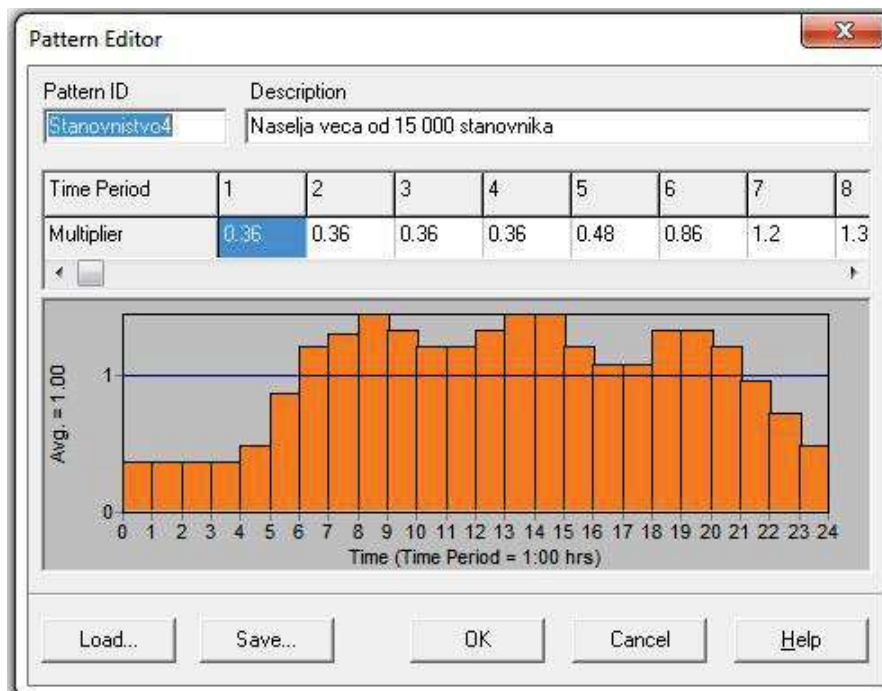 Pattern Editor
Pattern ID Description
Stanovnistvo4 Naselja veca od 15 000 stanovnika
Time Period 1 2 3 4 5 6 7 8
Multiplier 0.36 0.36 0.36 0.36 0.48 0.86 1.2 1.3
Avg. = 1.00
1
0
0 1 2 3 4 5 6 7 8 9 10 11 12 13 14 15 16 17 18 19 20 21 22 23 24
Time (Time Period = 1:00 hrs)
Load... Save... OK Cancel Help